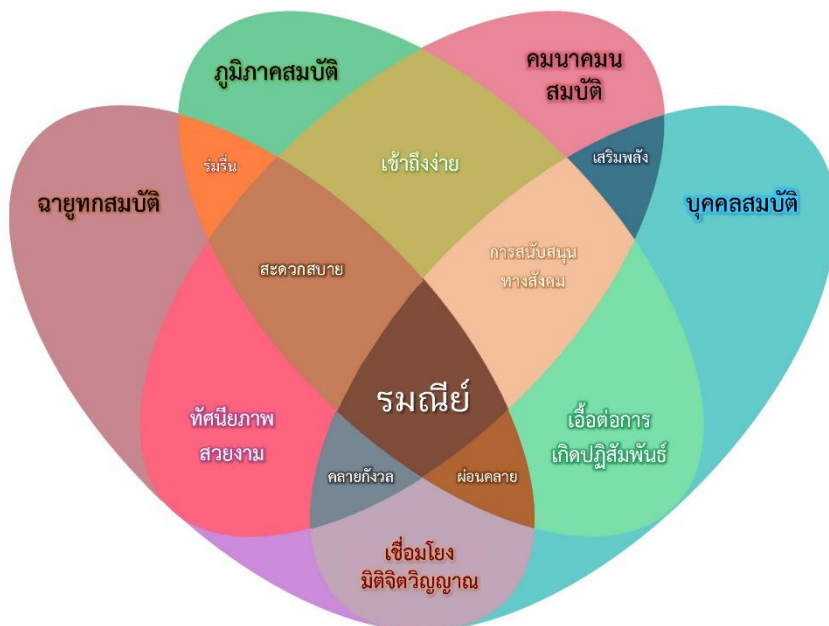 ภูมิภาคสมบัติ
คมนาคมน
สมบัติ
ร่มรื่น
เข้าถึงง่าย
เสริมพลัง
ฉายูทกสมบัติ
บุคคลสมบัติ
สะดวกสบาย
การสนับสนุน
ทางสังคม
รมณีย์
ทัศนียภาพ
สวยงาม
เอื้อต่อการ
เกิดปฏิสัมพันธ์
คลายกังวล
ผ่อนคลาย
เชื่อมโยง
มิติจิตวิญญาณ